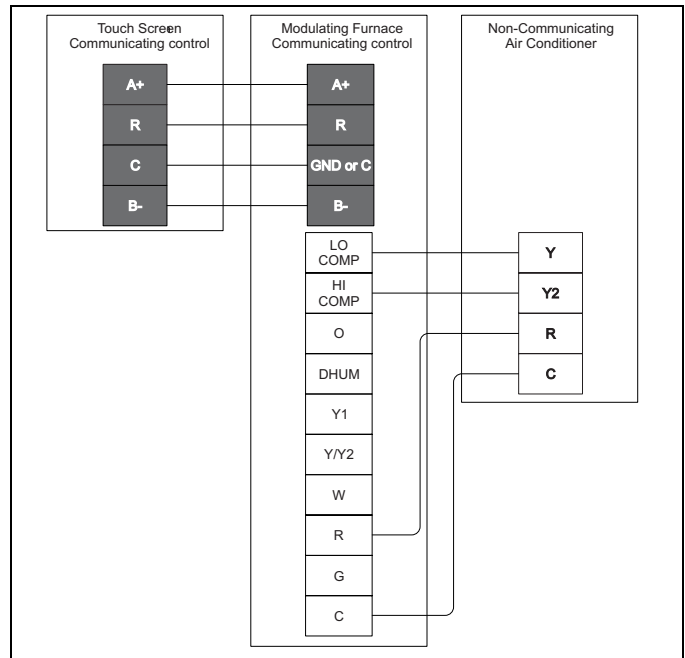 Touch Screen
Communicating control
Modulating Furnace
Communicating control
Non-Communicating
Air Conditioner
A+
R
C
B-
A+
R
GND or C
B-
LO
COMP
HI
COMP
O
DHUM
Y1
Y/Y2
W
R
G
C
Y
Y2
R
C